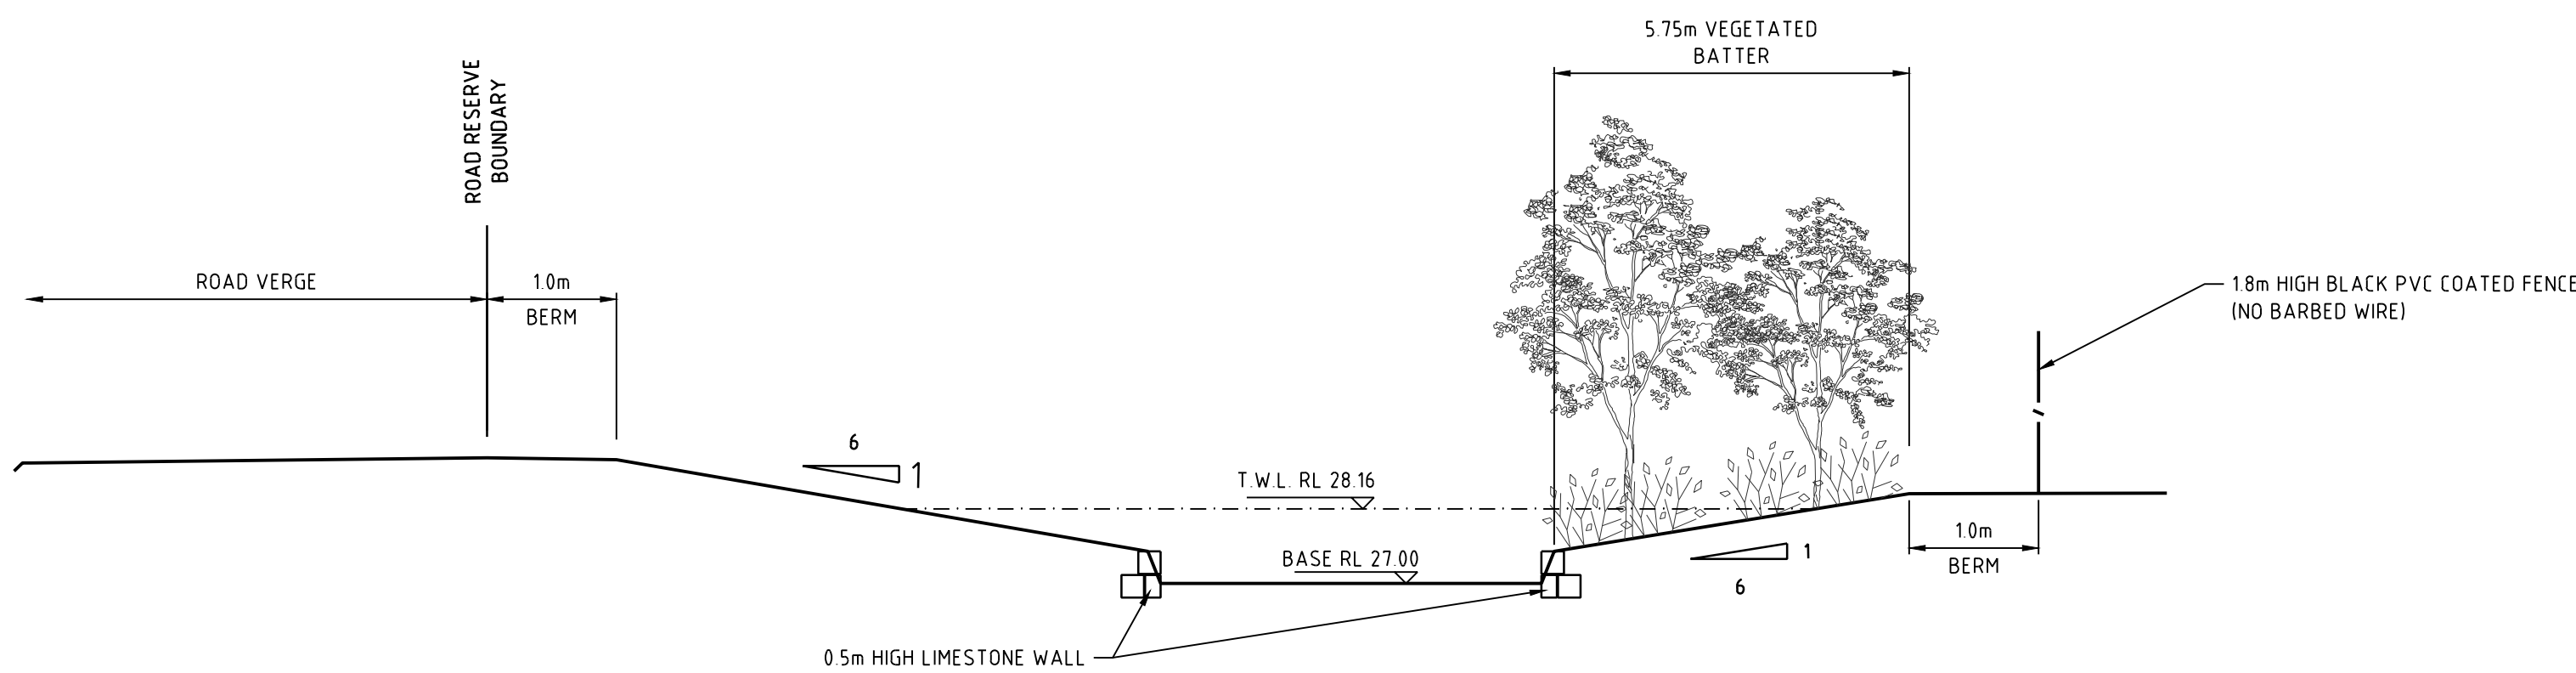 5.75m VEGETATED
BATTER
ROAD RESERVE
BOUNDARY
ROAD VERGE
1.0m
BERM
1.8m HIGH BLACK PVC COATED FENCE
(NO BARBED WIRE)
6
1
T.W.L. RL 28.16
BASE RL 27.00
1
6
1.0m
BERM
0.5m HIGH LIMESTONE WALL